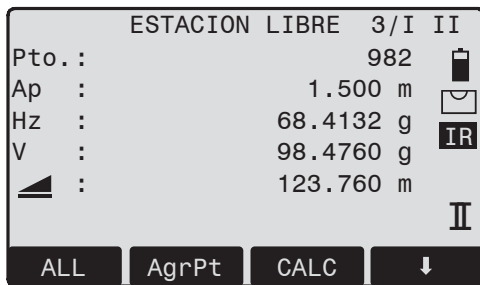 ESTACION LIBRE 3/I II
Pto.: 982
Ap : 1.500 m
Hz : 68.4132 g
IR
V : 98.4760 g
: 123.760 m
II
ALL AgrPt CALC ⬇